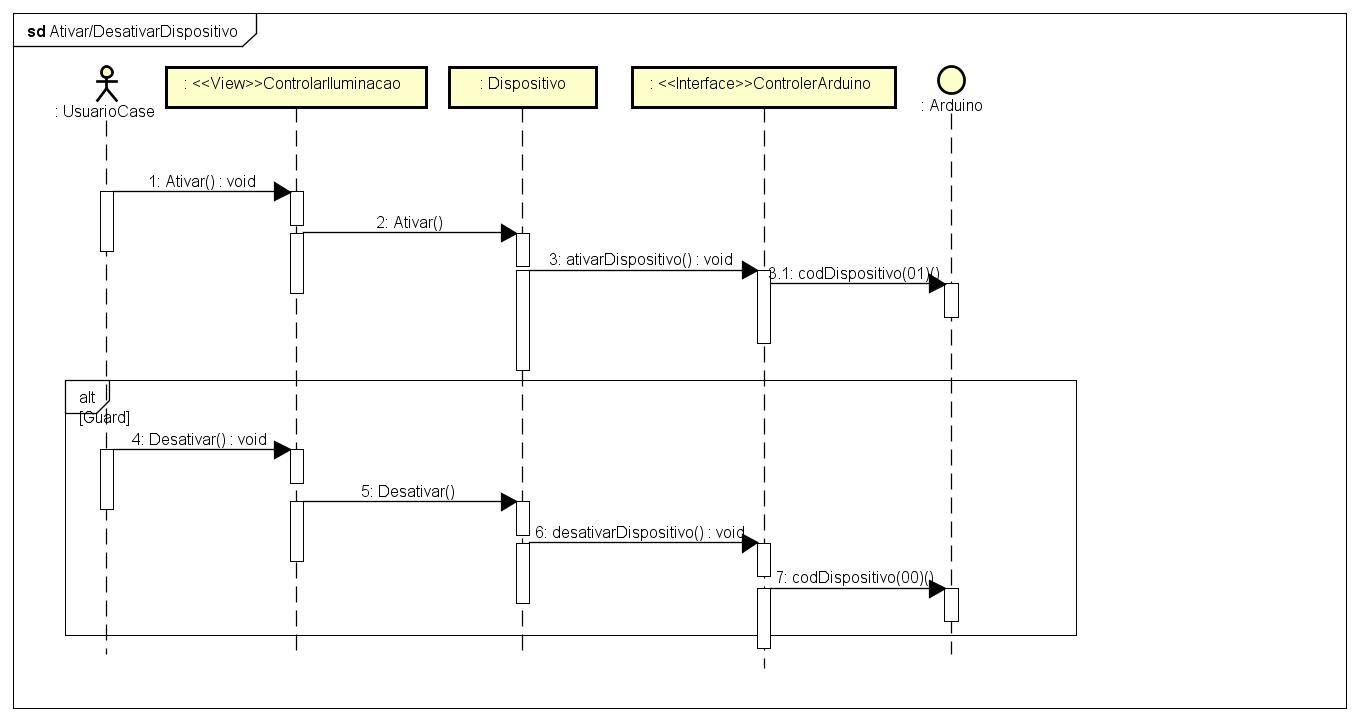 sd Ativar/DesativarDispositivo
: UsuarioCase
: <<View>>ControlarIluminacao
: Dispositivo
: <<Interface>>ControlerArduino
: Arduino
1: Ativar() : void
2: Ativar()
3: ativarDispositivo() : void
3.1: codDispositivo(01)()
alt
[Guard]
4: Desativar() : void
5: Desativar()
6: desativarDispositivo() : void
7: codDispositivo(00)()